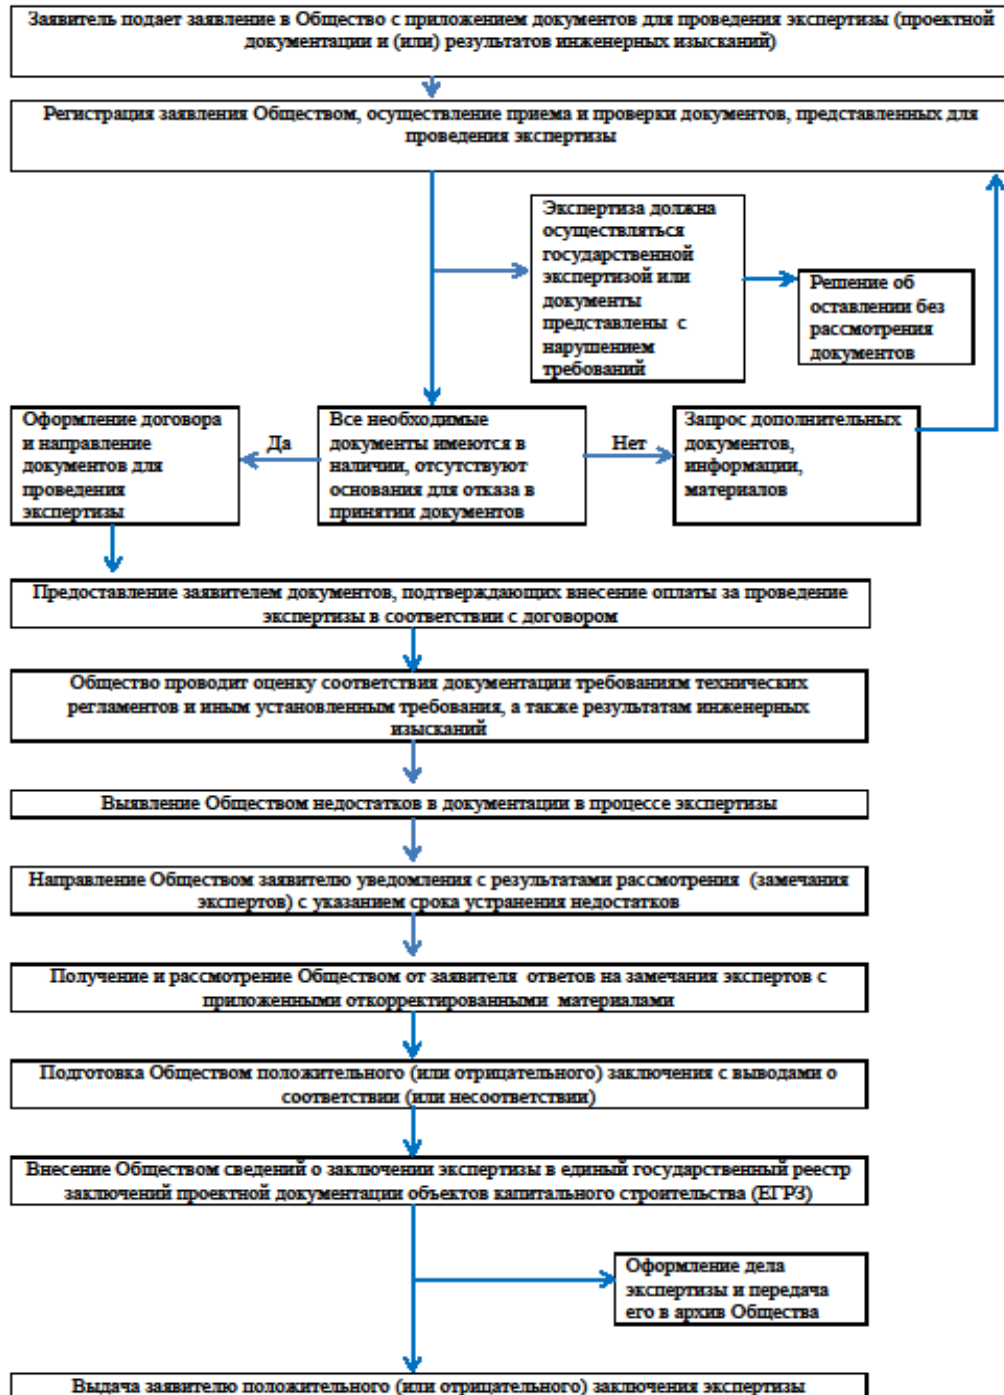 Заявитель подает заявление в Общество с приложением документов для проведения экспертизы (проектной
документации и (или) результатов инженерных изысканий)
Регистрация заявления Обществом, осуществление приема и проверки документов, представленных для
проведения экспертизы
Экспертиза должна
осуществляться
государственной
экспертизой или
документы
представлены с
нарушением
требований
Решение об
оставлении без
рассмотрения
документов
Оформление договора
и направление
документов для
проведения
экспертизы
Да
Все необходимые
документы имеются в
наличии, отсутствуют
основания для отказа в
принятии документов
Нет
Запрос дополнительных
документов,
информации,
материалов
Предоставление заявителем документов, подтверждающих внесение оплаты за проведение
экспертизы в соответствии с договором
Общество проводит оценку соответствия документации требованиям технических
регламентов и иным установленным требования, а также результатам инженерных
изысканий
Выявление Обществом недостатков в документации в процессе экспертизы
Направление Обществом заявителю уведомления с результатами рассмотрения (замечания
экспертов) с указанием срока устранения недостатков
Получение и рассмотрение Обществом от заявителя ответов на замечания экспертов с
приложенными откорректированными материалами
Подготовка Обществом положительного (или отрицательного) заключения с выводами о
соответствии (или несоответствии)
Внесение Обществом сведений о заключении экспертизы в единый государственный реестр
заключений проектной документации объектов капитального строительства (ЕГРЗ)
Оформление дела
экспертизы и передача
его в архив Общества
Выдача заявителю положительного (или отрицательного) заключения экспертизы